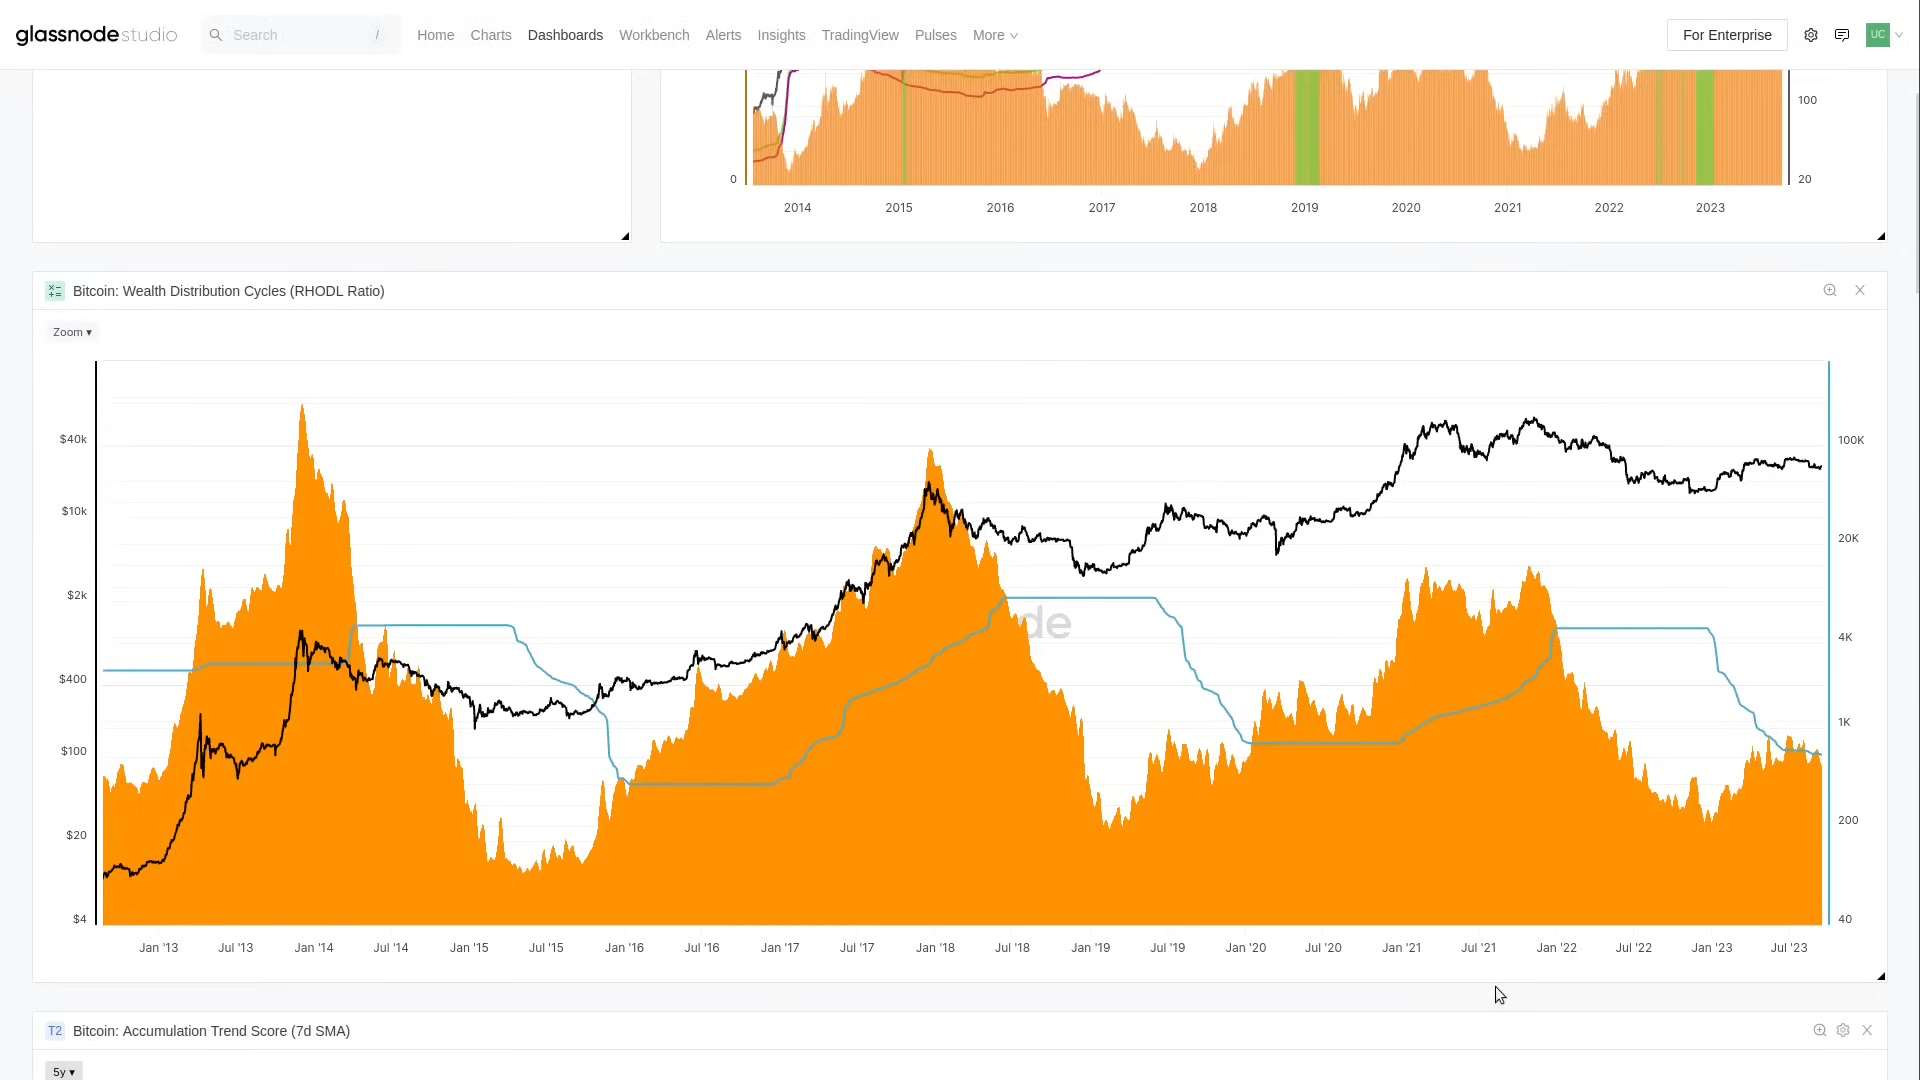 glassnodestudio
Search /
Home Charts Dashboards Workbench Alerts Insights TradingView Pulses More
For Enterprise
UC
100
0
20
2014 2015 2016 2017 2018 2019 2020 2021 2022 2023
Bitcoin: Wealth Distribution Cycles (RHODL Ratio)
Zoom ▾
$40k 100K
$10k
20K
$2k
de
4K
$400
1K
$100
200
$20
$4 40
Jan '13 Jul '13 Jan '14 Jul '14 Jan '15 Jul '15 Jan '16 Jul '16 Jan '17 Jul '17 Jan '18 Jul '18 Jan '19 Jul '19 Jan '20 Jul '20 Jan '21 Jul '21 Jan '22 Jul '22 Jan '23 Jul '23
T2 Bitcoin: Accumulation Trend Score (7d SMA)
5y ▾